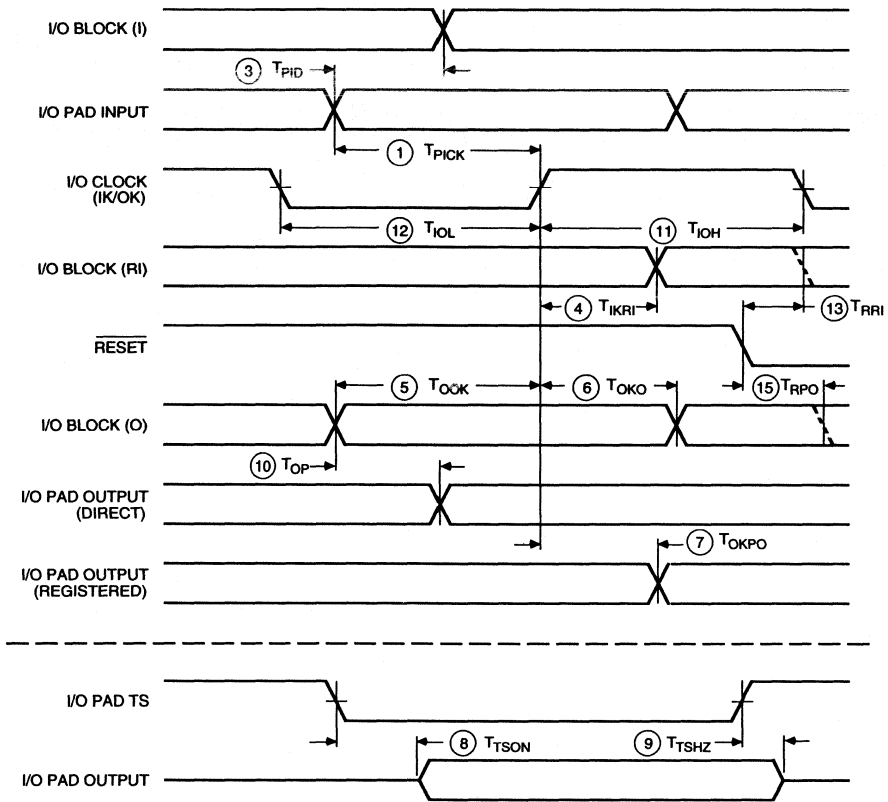 I/O BLOCK (I)
3 TPID
I/O PAD INPUT
1 TPICK
I/O CLOCK
(IK/OK)
12 TIOL
11 TIOH
I/O BLOCK (RI)
4 TIKRI
13 TRRI
RESET
5 TOOK
6 TOKO
15 TRPO
I/O BLOCK (O)
10 TOP
I/O PAD OUTPUT
(DIRECT)
7 TOKPO
I/O PAD OUTPUT
(REGISTERED)
I/O PAD TS
8 TTSON
9 TTSHZ
I/O PAD OUTPUT